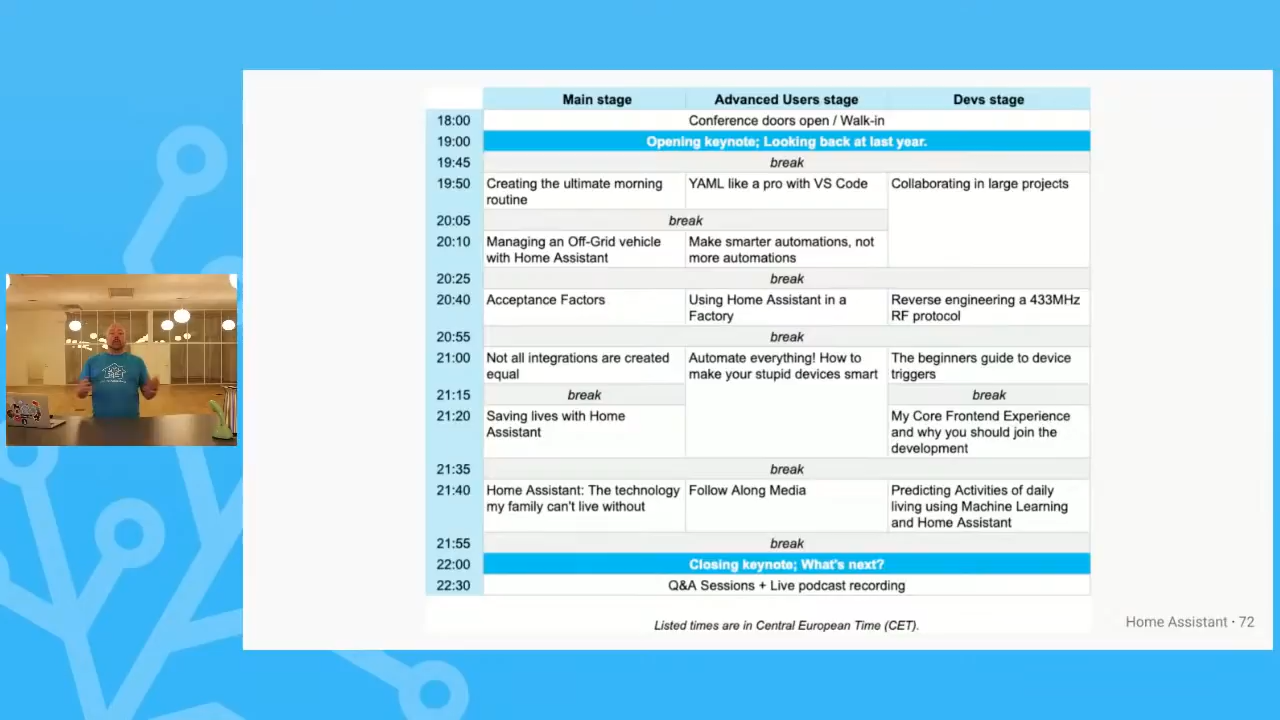 Main stage
Advanced Users stage
Devs stage
18:00
Conference doors open / Walk-in
19:00
Opening keynote; Looking back at last year.
19:45
break
19:50
Creating the ultimate morning
routine
YAML like a pro with VS Code
Collaborating in large projects
20:05
break
20:10
Managing an Off-Grid vehicle
with Home Assistant
Make smarter automations, not
more automations
20:25
break
20:40
Acceptance Factors
Using Home Assistant in a
Factory
Reverse engineering a 433MHz
RF protocol
20:55
break
21:00
Not all integrations are created
equal
Automate everything! How to
make your stupid devices smart
The beginners guide to device
triggers
21:15
break
break
21:20
Saving lives with Home
Assistant
My Core Frontend Experience
and why you should join the
development
21:35
break
21:40
Home Assistant: The technology
my family can't live without
Follow Along Media
Predicting Activities of daily
living using Machine Learning
and Home Assistant
21:55
break
22:00
Closing keynote; What's next?
22:30
Q&A Sessions + Live podcast recording
Listed times are in Central European Time (CET).
Home Assistant · 72